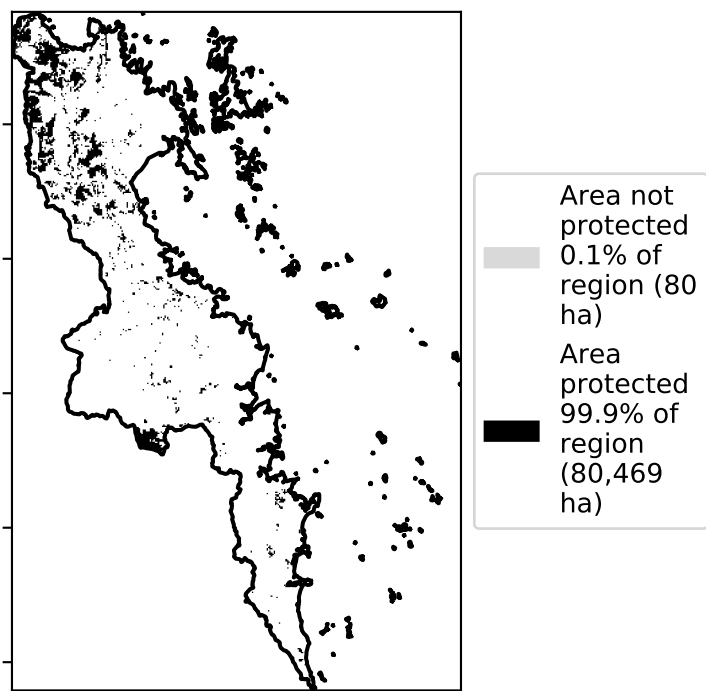 Area not
protected
0.1% of
region (80
ha)
Area
protected
99.9% of
region
(80,469
ha)